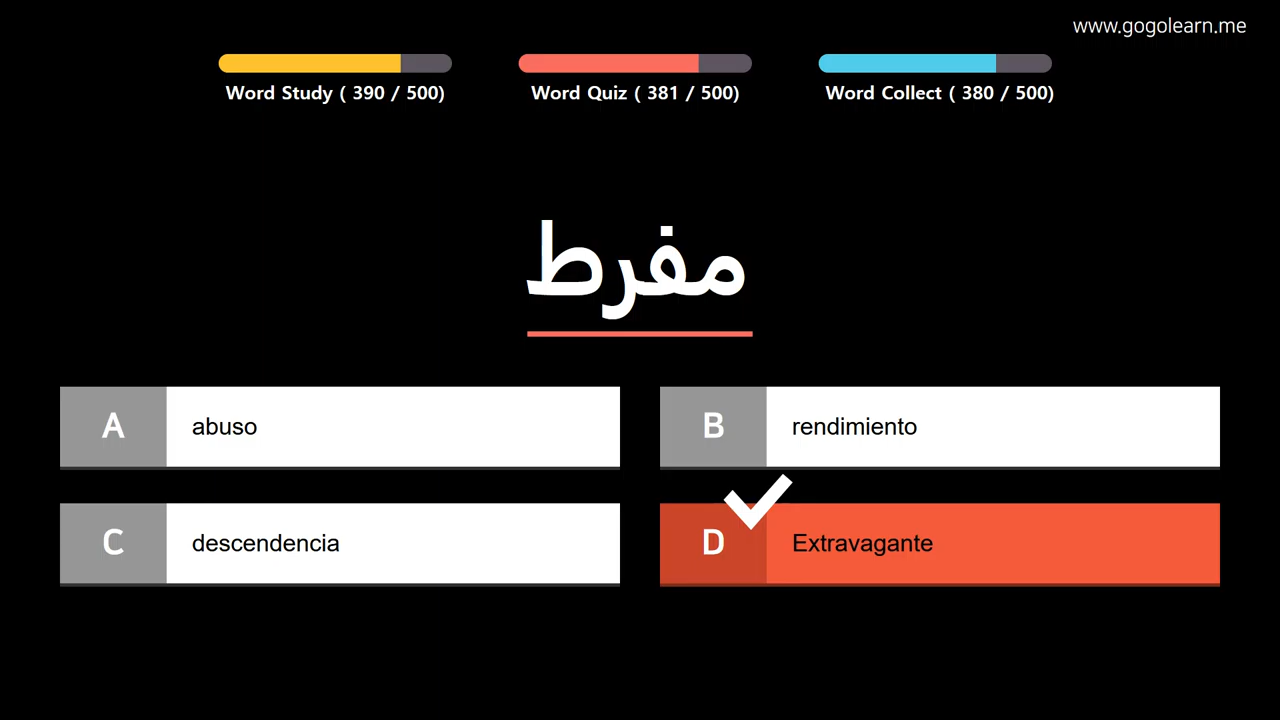 www.gogolearn.me
Word Study ( 390 / 500)
Word Quiz ( 381 / 500)
Word Collect ( 380 / 500)
مفرط
A abuso
B rendimiento
C descendencia
D Extravagante